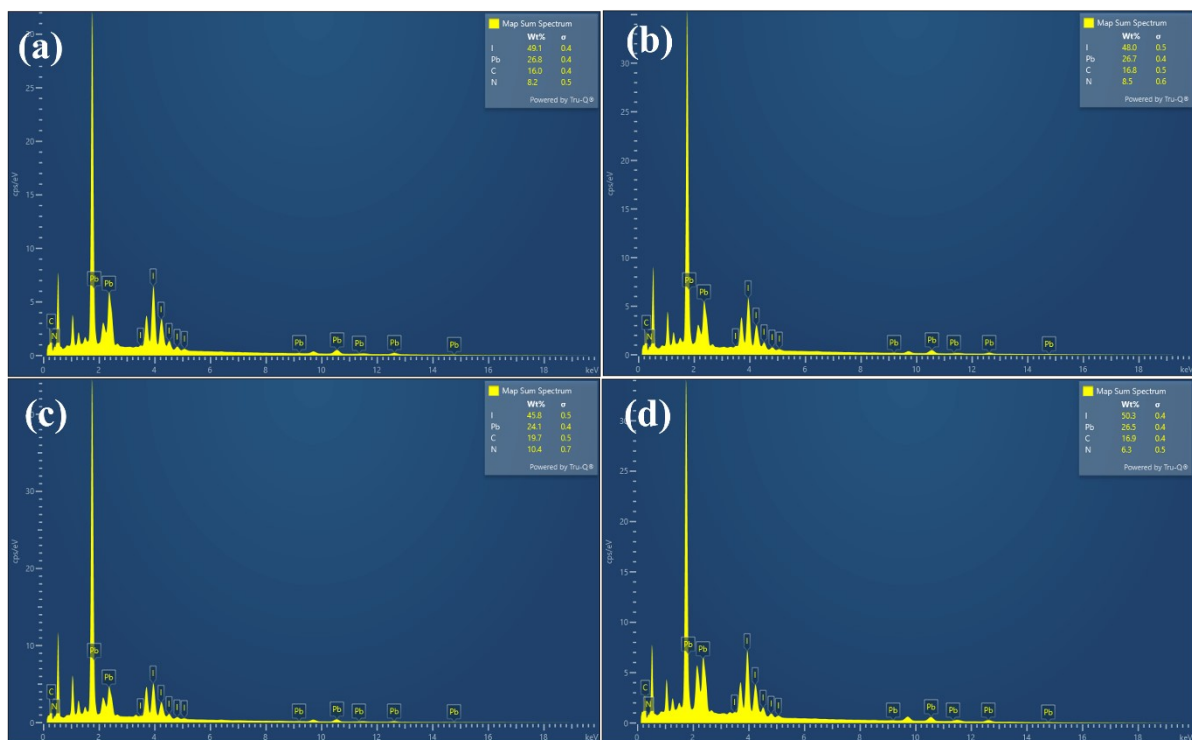 (a)
Map Sum Spectrum
Wt% σ
I 49.1 0.4
Pb 26.8 0.4
C 16.0 0.4
N 8.2 0.5
Powered by Tru-Q®
30
25
20
15
10
5
0
cps/eV
C
N
Pb
Pb
I
I
I
I
I
I
Pb
Pb
Pb
Pb
Pb
0 2 4 6 8 10 12 14 16 18 keV
(b)
Map Sum Spectrum
Wt% σ
I 48.0 0.5
Pb 26.7 0.4
C 16.8 0.5
N 8.5 0.6
Powered by Tru-Q®
30
25
20
15
10
5
0
cps/eV
C
N
Pb
Pb
I
I
I
I
I
I
Pb
Pb
Pb
Pb
Pb
0 2 4 6 8 10 12 14 16 18 keV
(c)
Map Sum Spectrum
Wt% σ
I 45.8 0.5
Pb 24.1 0.4
C 19.7 0.5
N 10.4 0.7
Powered by Tru-Q®
30
20
10
0
cps/eV
C
N
Pb
Pb
I
I
I
I
I
I
Pb
Pb
Pb
Pb
Pb
0 2 4 6 8 10 12 14 16 18 keV
(d)
Map Sum Spectrum
Wt% σ
I 50.3 0.4
Pb 26.5 0.4
C 16.9 0.4
N 6.3 0.5
Powered by Tru-Q®
30
25
20
15
10
5
0
cps/eV
C
N
Pb
Pb
I
I
I
I
I
I
Pb
Pb
Pb
Pb
Pb
0 2 4 6 8 10 12 14 16 18 keV